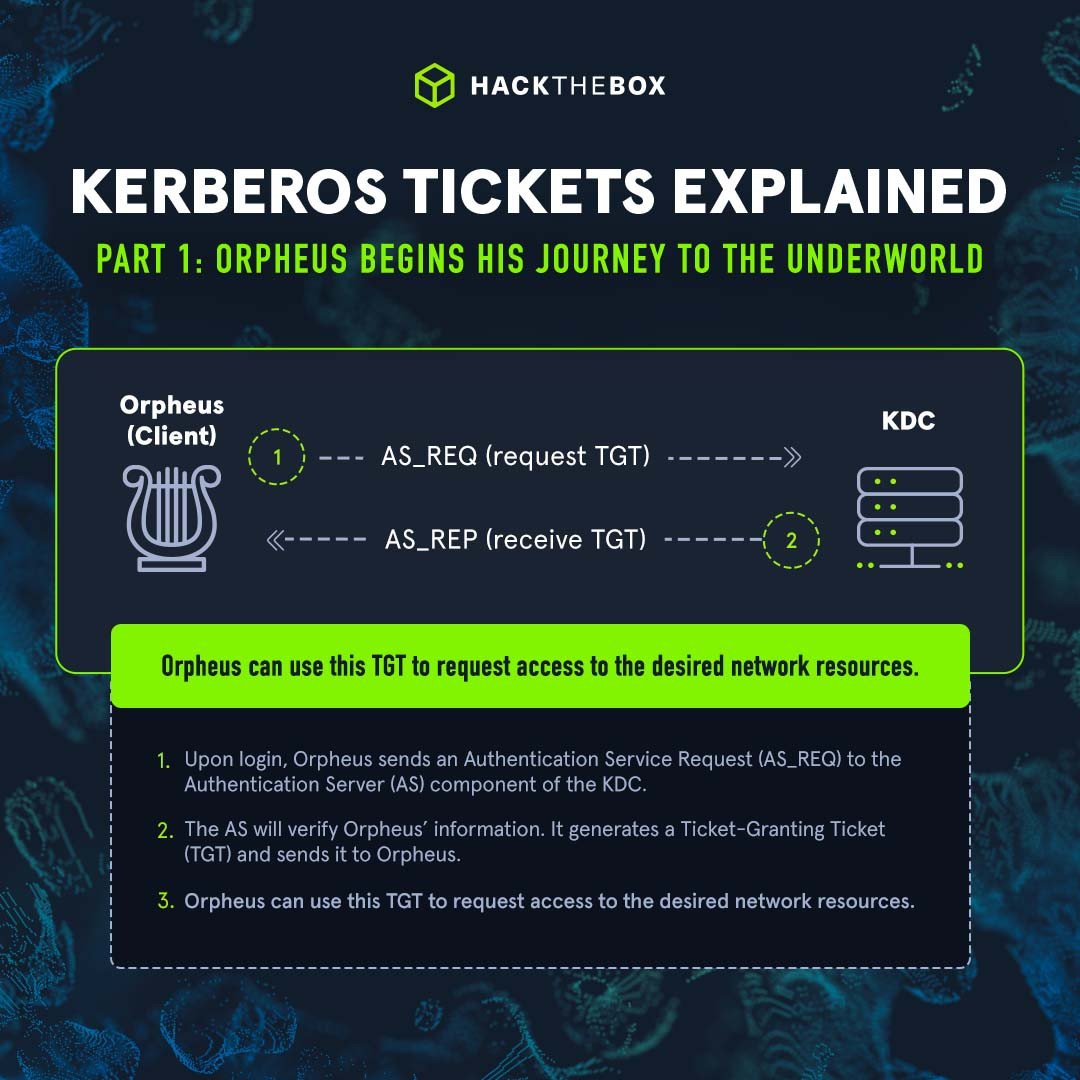 HACKTHEBOX
KERBEROS TICKETS EXPLAINED
PART 1: ORPHEUS BEGINS HIS JOURNEY TO THE UNDERWORLD
Orpheus
(Client)
KDC
1
AS_REQ (request TGT)
AS_REP (receive TGT)
2
Orpheus can use this TGT to request access to the desired network resources.
1. Upon login, Orpheus sends an Authentication Service Request (AS_REQ) to the
Authentication Server (AS) component of the KDC.
2. The AS will verify Orpheus’ information. It generates a Ticket-Granting Ticket
(TGT) and sends it to Orpheus.
3. Orpheus can use this TGT to request access to the desired network resources.